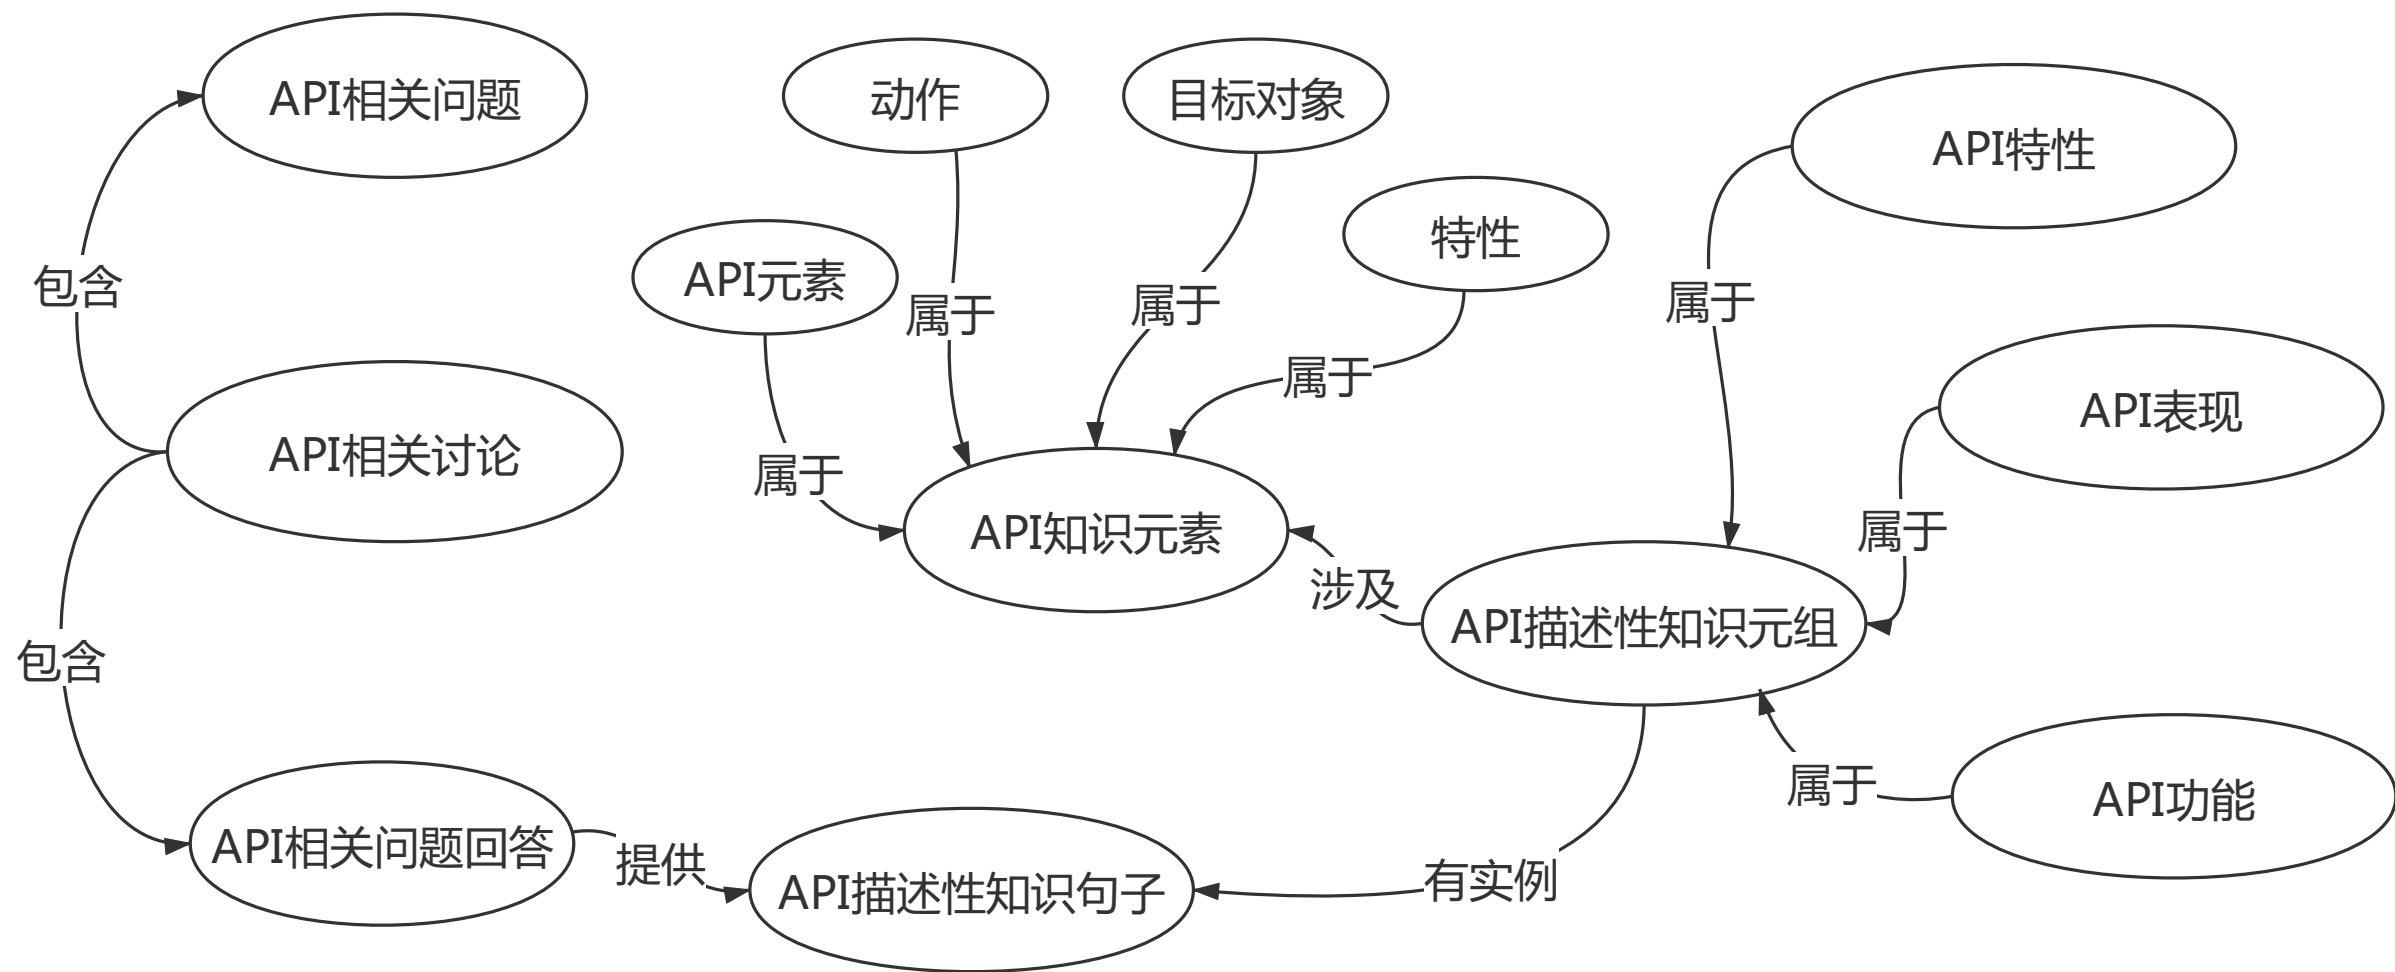 API相关问题
动作
目标对象
API特性
特性
API元素
包含
属于
属于
属于
属于
API表现
API相关讨论
属于
API知识元素
属于
涉及
API描述性知识元组
包含
属于
API功能
API相关问题回答
提供
API描述性知识句子
有实例